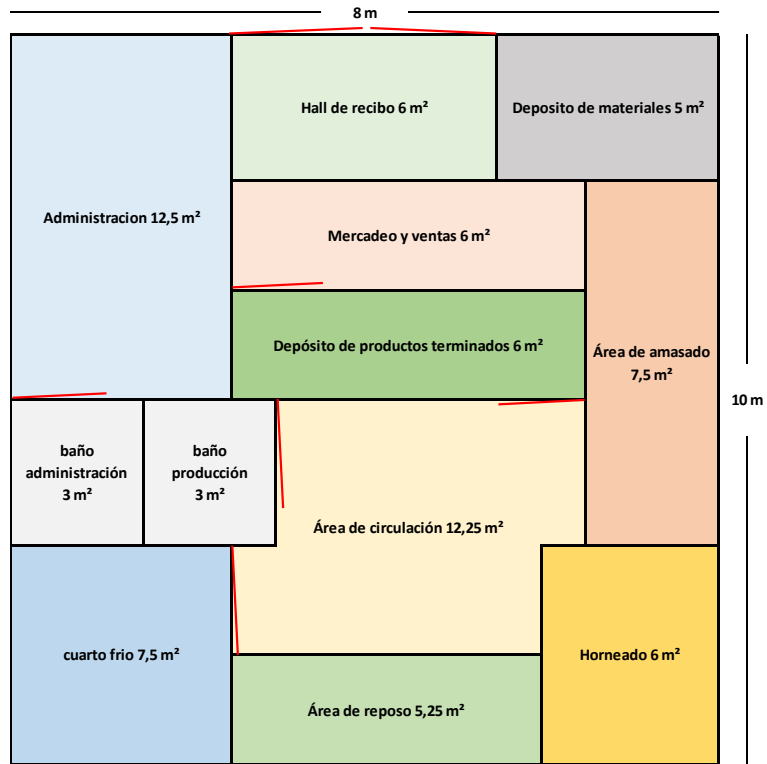 8 m
Hall de recibo 6 m²
Deposito de materiales 5 m²
Administracion 12,5 m²
Mercadeo y ventas 6 m²
Depósito de productos terminados 6 m²
Área de amasado
7,5 m²
10 m
baño
administración
3 m²
baño
producción
3 m²
Área de circulación 12,25 m²
cuarto frio 7,5 m²
Horneado 6 m²
Área de reposo 5,25 m²